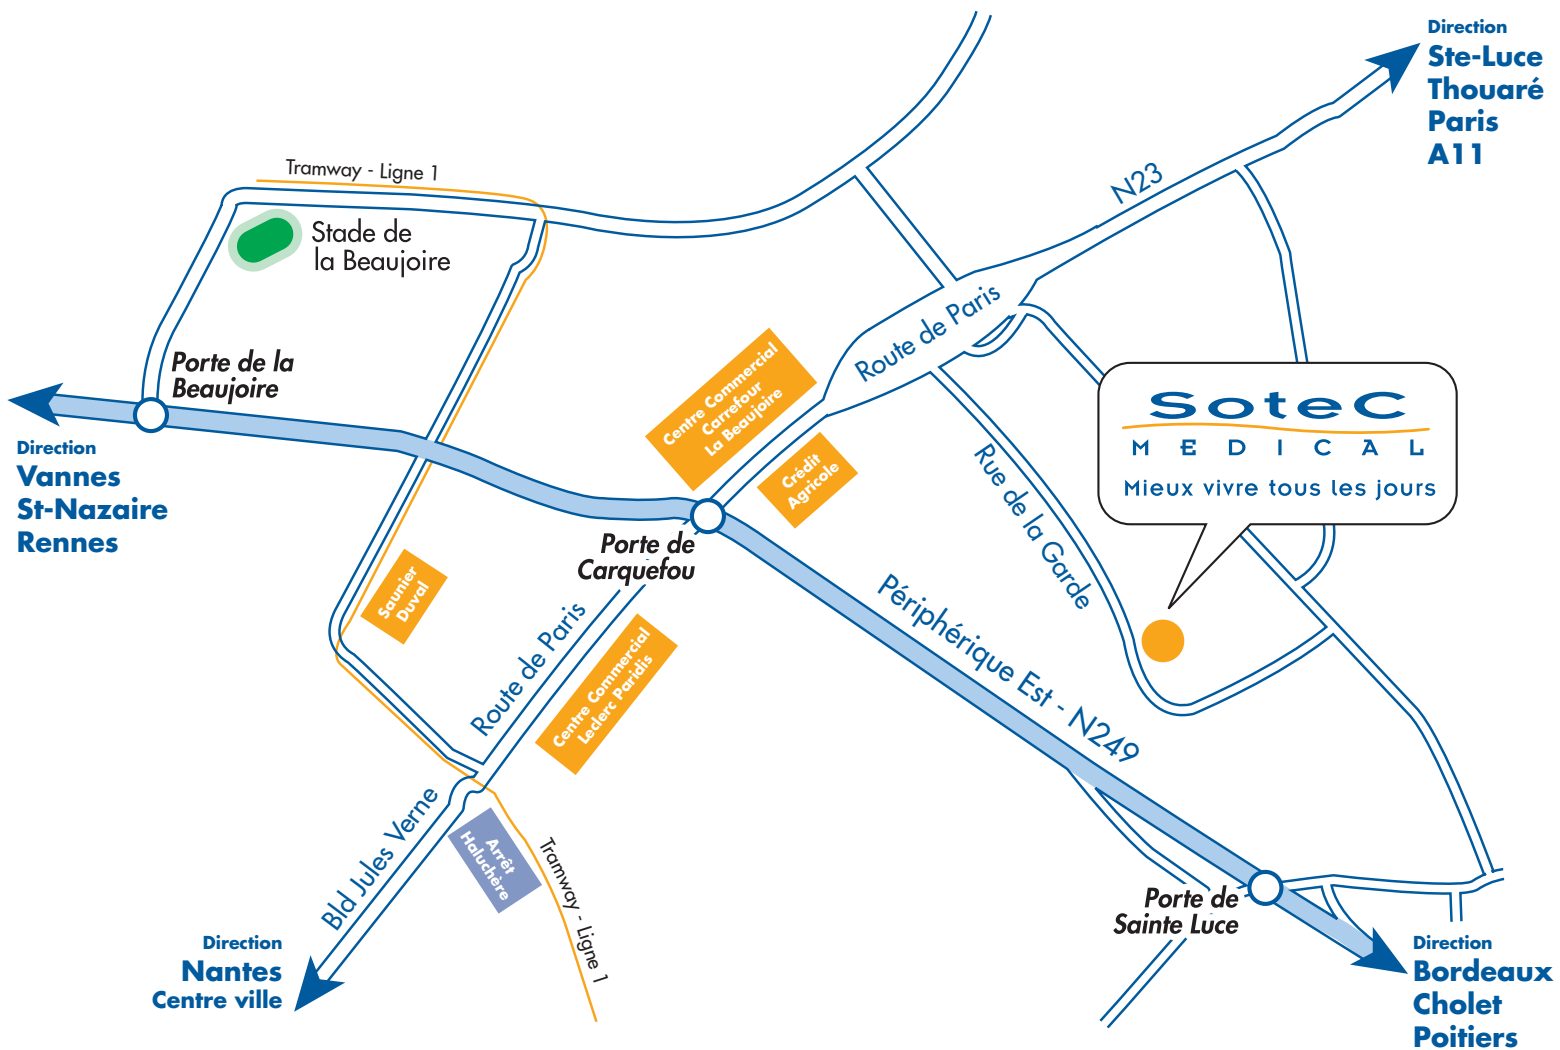 Direction
Ste-Luce
Thouaré
Paris
A11
N23
Tramway - Ligne 1
Stade de
la Beaujoire
Route de Paris
Porte de la
Beaujoire
Centre Commercial
Carrefour
La Beaujoire
SoteC
MEDICAL
Mieux vivre tous les jours
Direction
Vannes
St-Nazaire
Rennes
Crédit
Agricole
Rue de la Garde
Porte de
Carquefou
Saunier
Duval
Périphérique Est - N249
Route de Paris
Centre Commercial
Leclerc Paridis
Bld Jules Verne
Arrêt
Haluchère
Tramway - Ligne 1
Porte de
Sainte Luce
Direction
Nantes
Centre ville
Direction
Bordeaux
Cholet
Poitiers